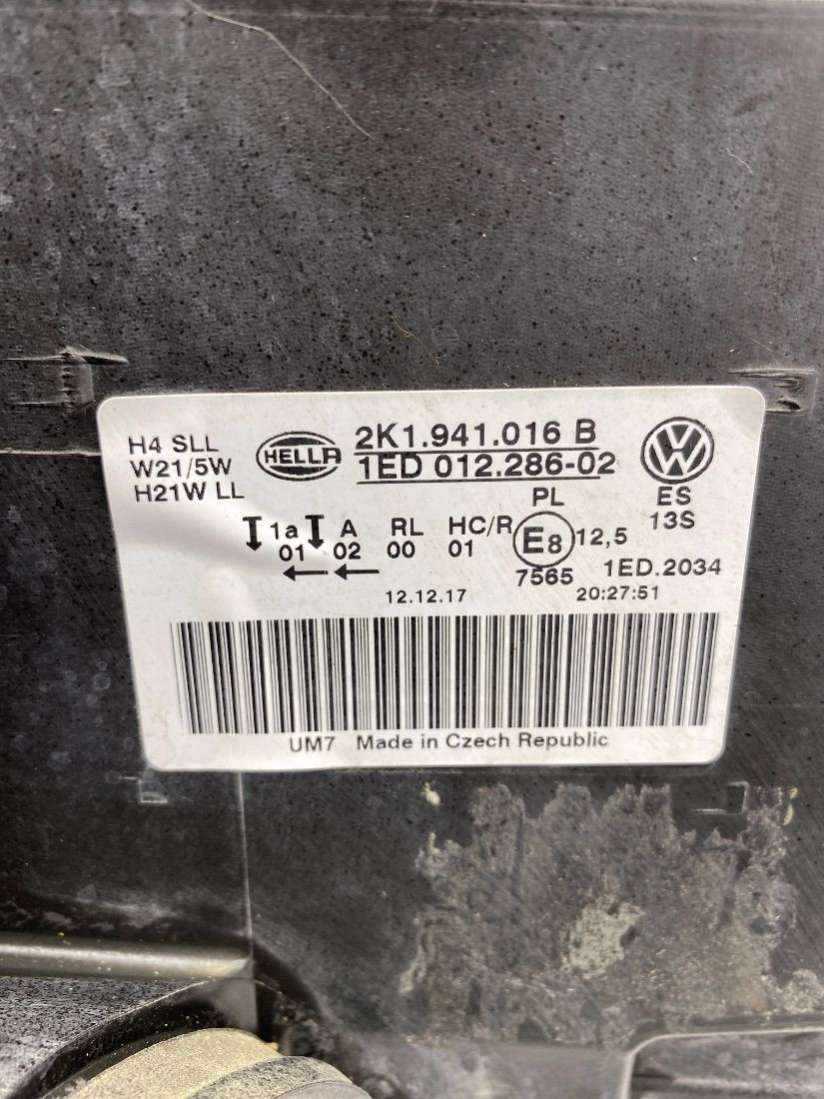 H4 SLL
W21/5W
H21W LL
HELLA
2K1.941.016 B
1ED 012.286-02
PL
ES
13S
1a A RL HC/R E8 12,5
01 02 00 01
7565
1ED.2034
12.12.17 20:27:51
UM7 Made in Czech Republic